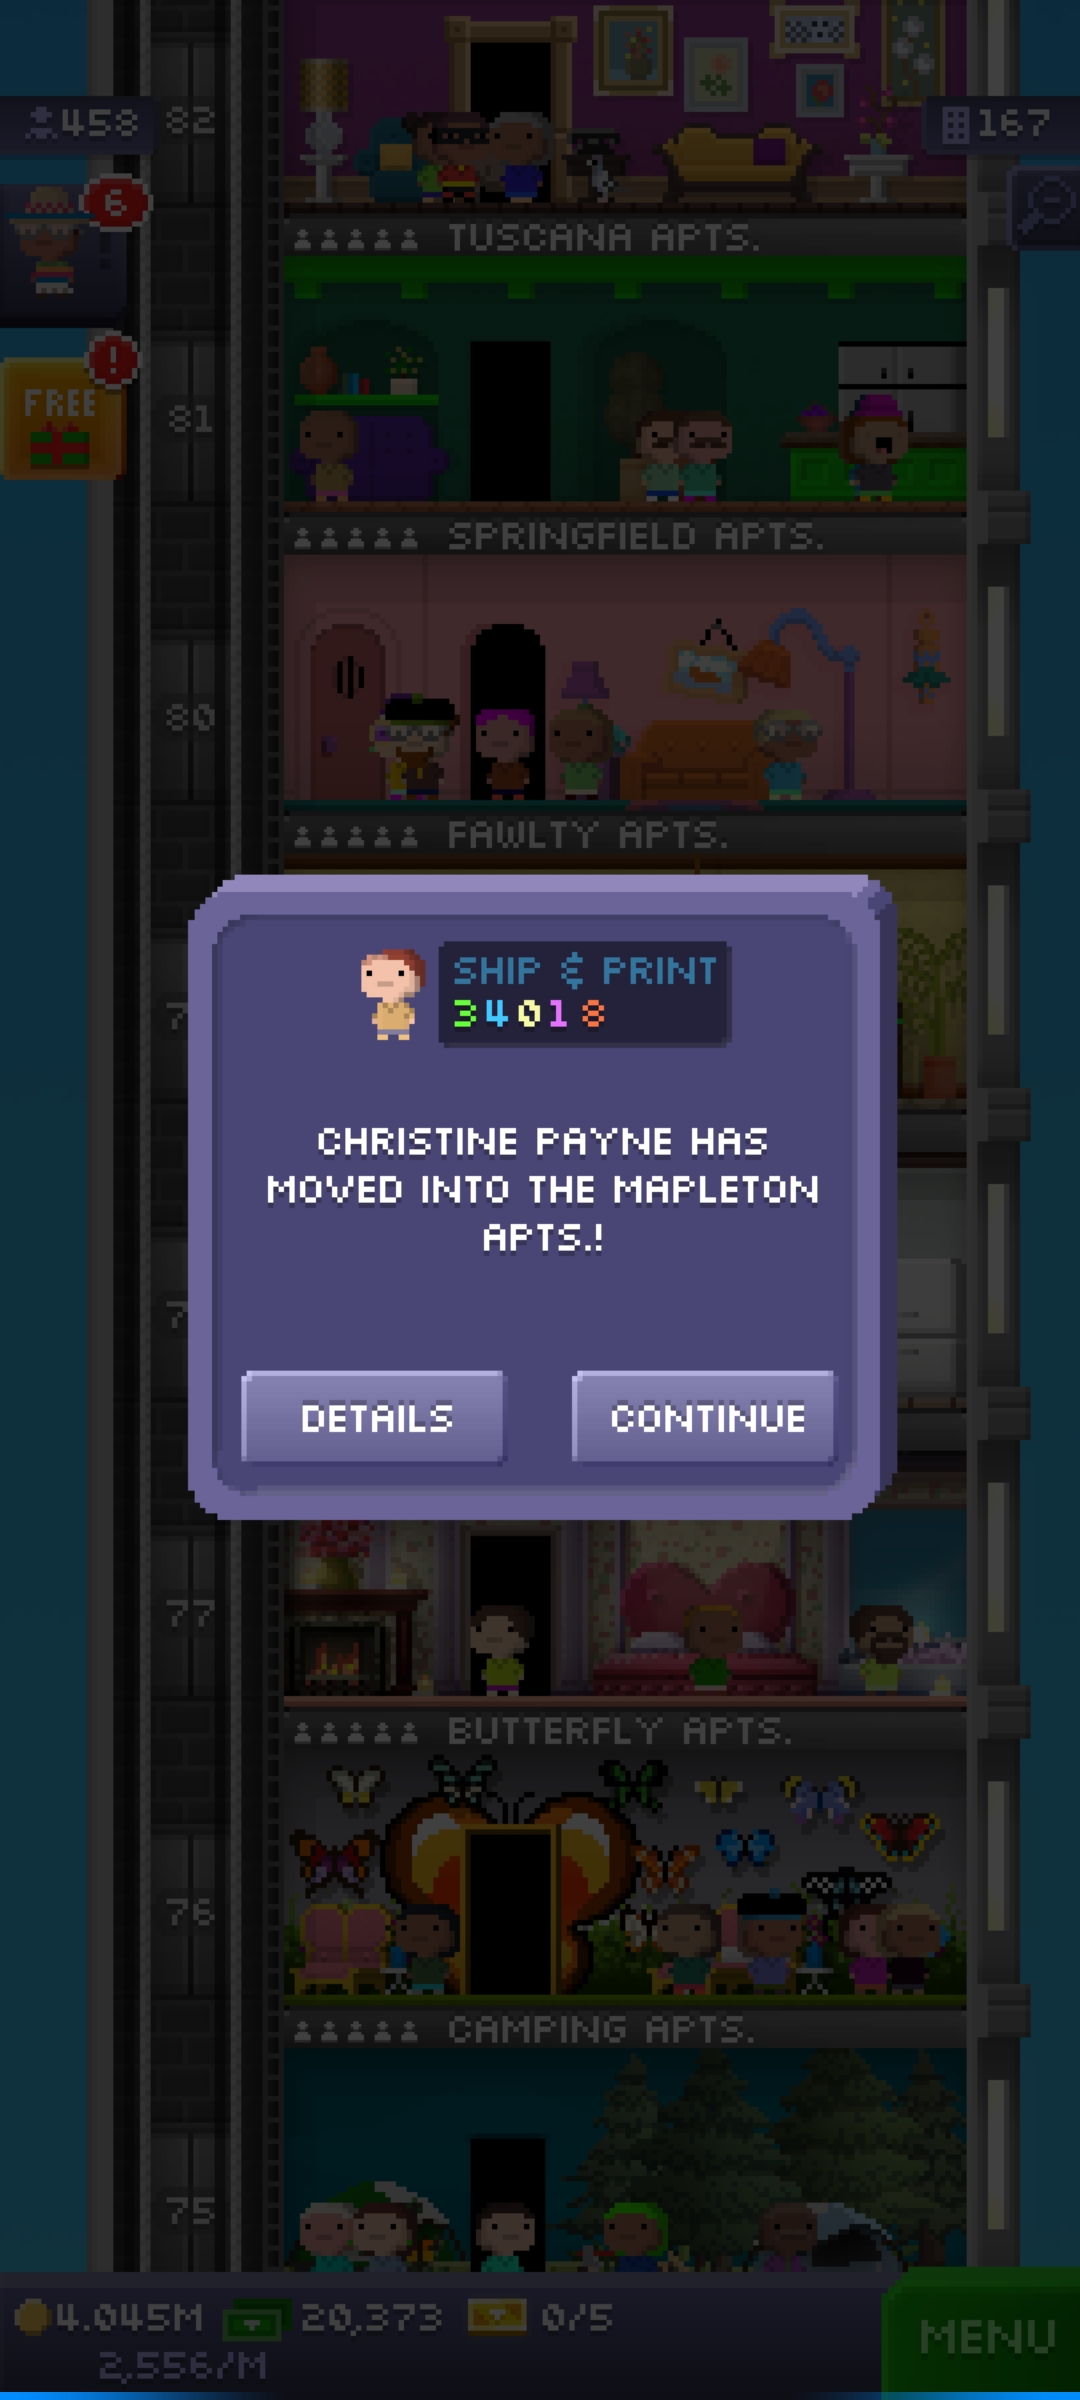 458
82
167
6
TUSCANA APTS.
!
FREE
81
SPRINGFIELD APTS.
80
FAWLTY APTS.
SHIP & PRINT
34018
CHRISTINE PAYNE HAS
MOVED INTO THE MAPLETON
APTS.!
DETAILS
CONTINUE
77
BUTTERFLY APTS.
76
CAMPING APTS.
75
4.045M
20,373
0/5
2,556/M
MENU